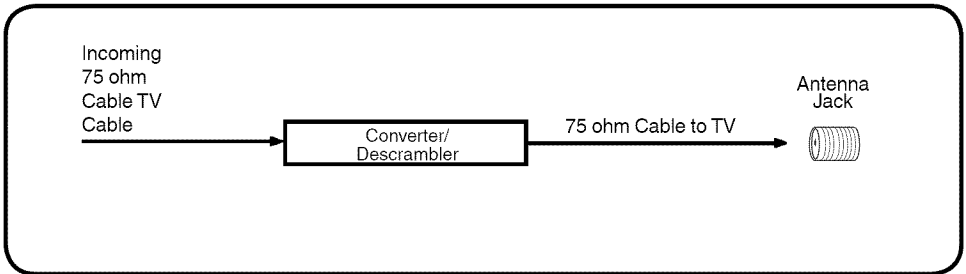 Incoming
75 ohm
Cable TV
Cable
Converter/
Descrambler
75 ohm Cable to TV
Antenna
Jack